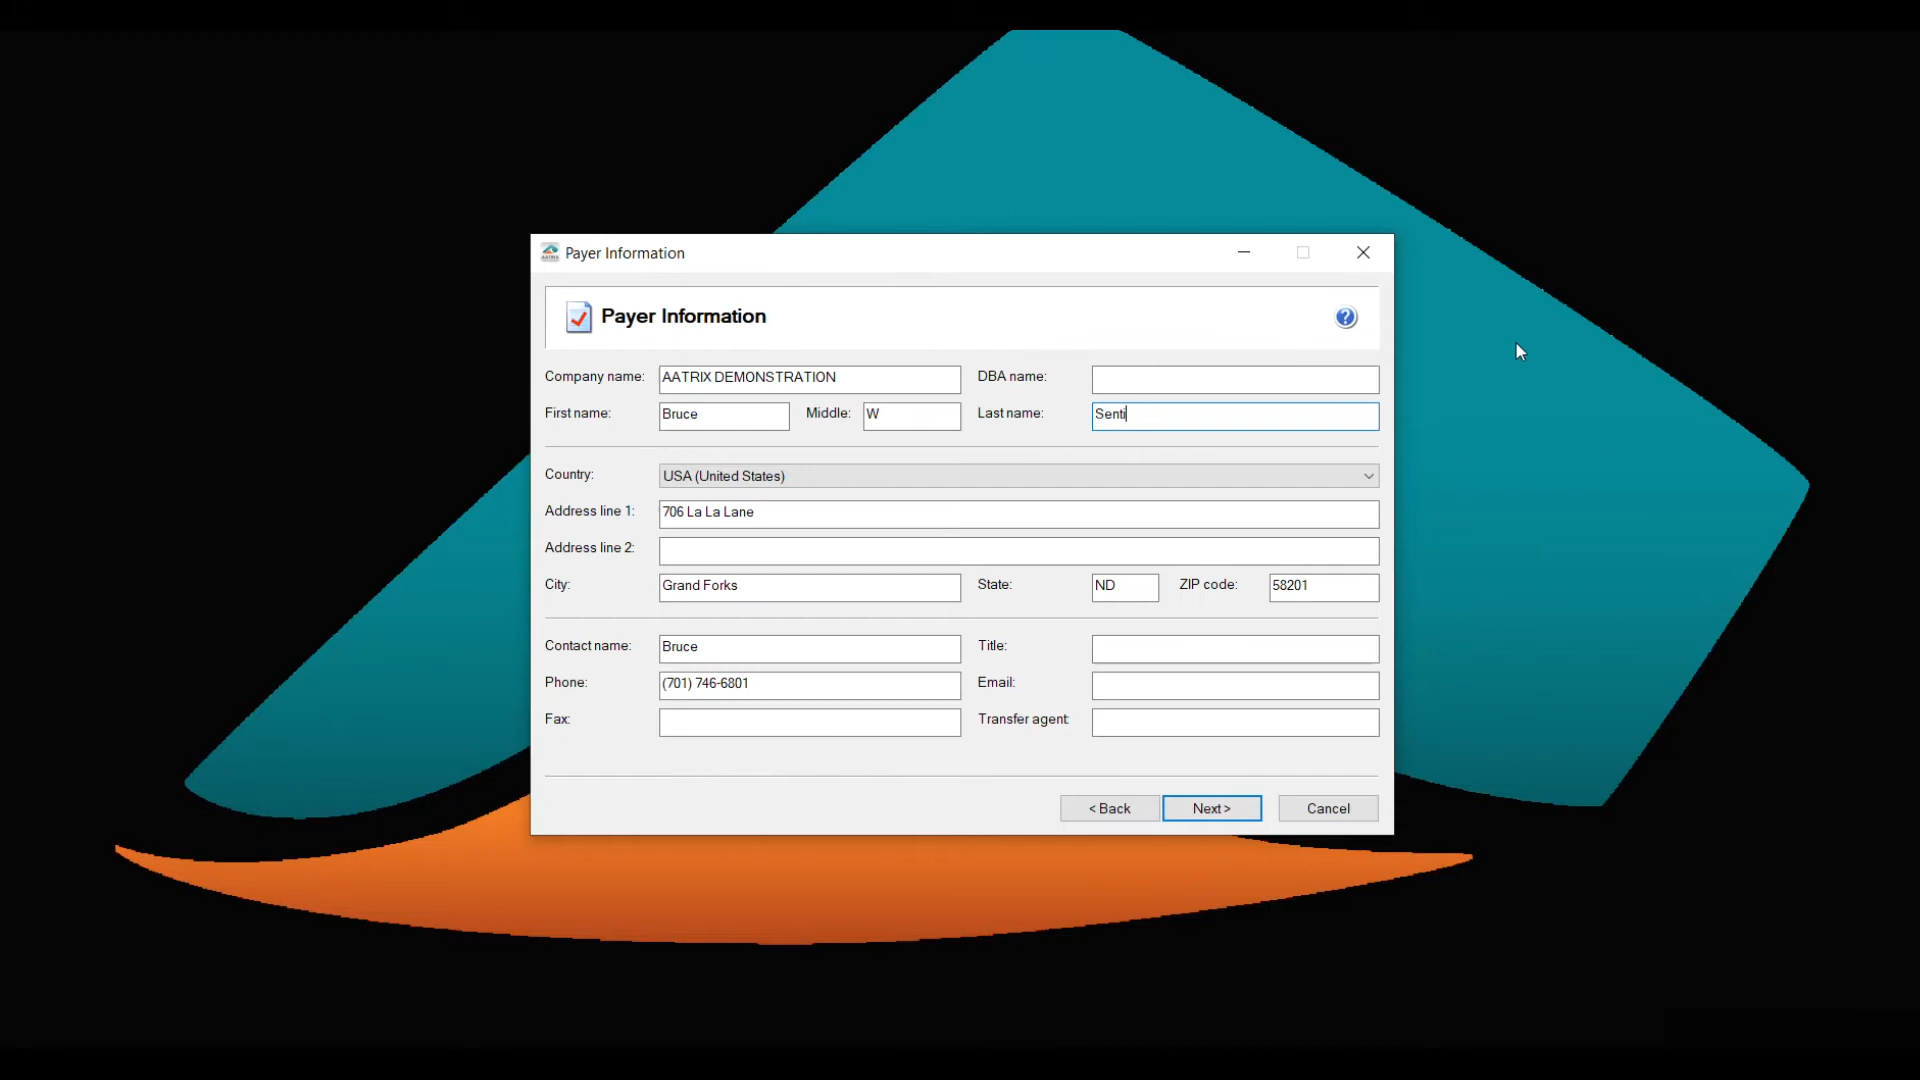 Payer Information
Payer Information
Company name: AATRIX DEMONSTRATION DBA name:
First name: Bruce Middle: W Last name: Senti
Country: USA (United States)
Address line 1: 706 La La Lane
Address line 2:
City: Grand Forks State: ND ZIP code: 58201
Contact name: Bruce Title:
Phone: (701) 746-6801 Email:
Fax: Transfer agent:
< Back Next > Cancel